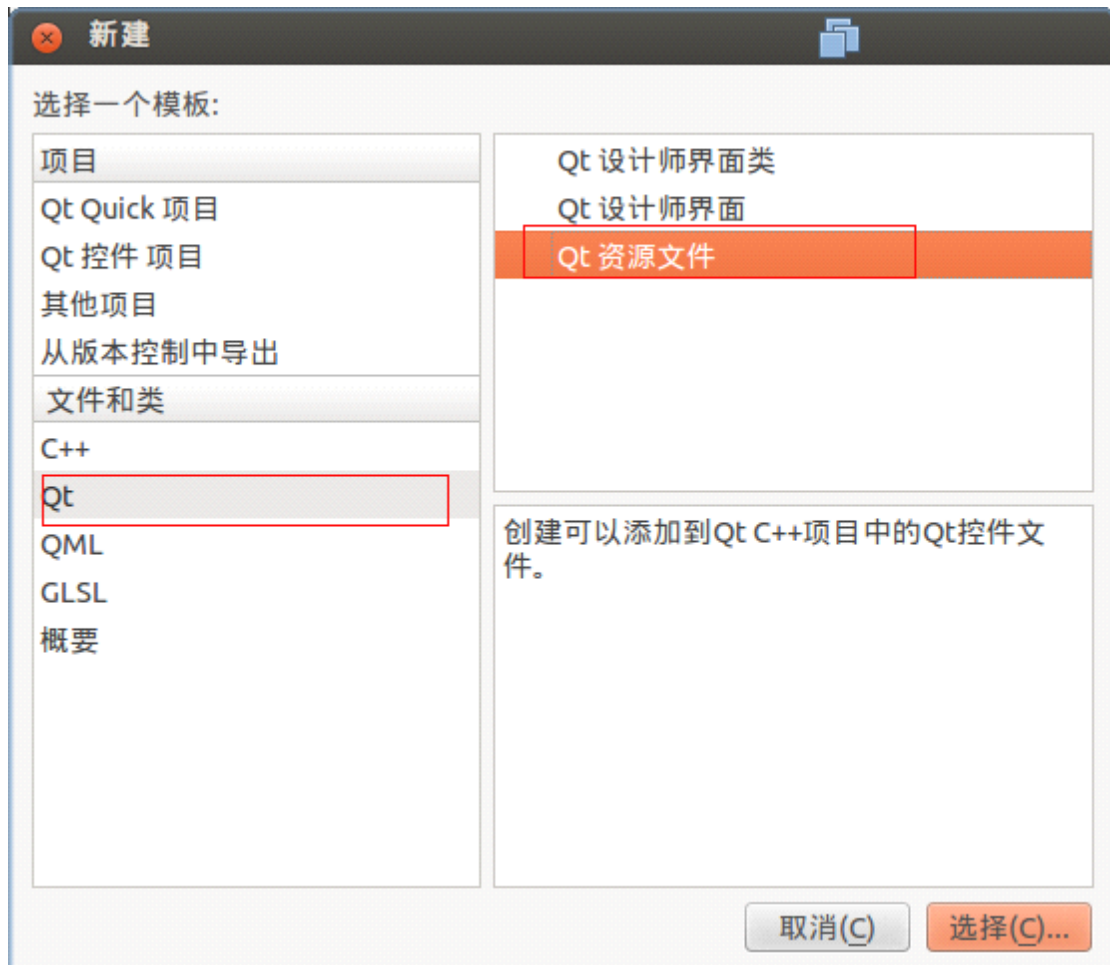 新建
选择一个模板:
项目
Qt Quick 项目
Qt 控件 项目
其他项目
从版本控制中导出
文件和类
C++
Qt
QML
GLSL
概要
Qt 设计师界面类
Qt 设计师界面
Qt 资源文件
创建可以添加到Qt C++项目中的Qt控件文
件。
取消(C)
选择(C)...